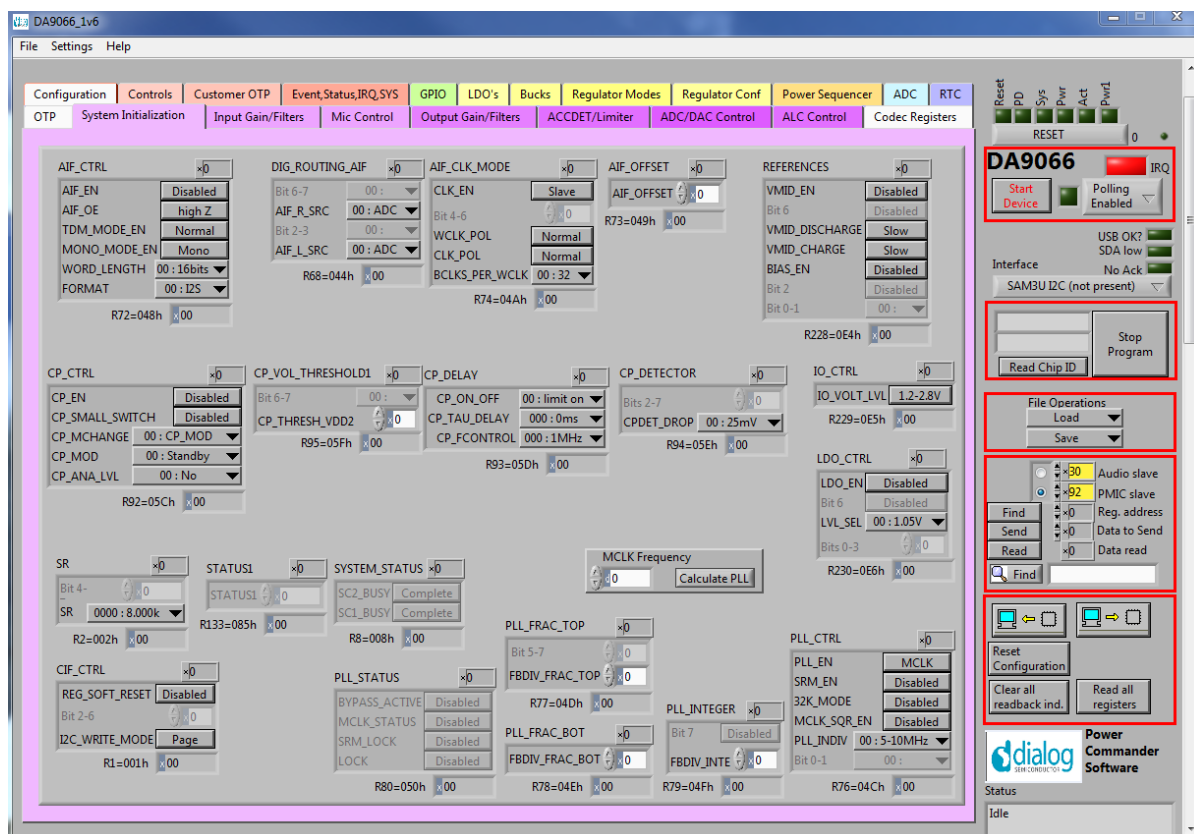 DA9066_1v6
File Settings Help
Configuration Controls Customer OTP Event,Status,IRQ,SYS GPIO LDO's Bucks Regulator Modes Regulator Conf Power Sequencer ADC RTC
OTP System Initialization Input Gain/Filters Mic Control Output Gain/Filters ACCDET/Limiter ADC/DAC Control ALC Control Codec Registers
AIF_CTRL x0
AIF_EN Disabled
AIF_OE high Z
TDM_MODE_EN Normal
MONO_MODE_EN Mono
WORD_LENGTH 00 : 16bits
FORMAT 00 : I2S
R72=048h x00
DIG_ROUTING_AIF x0
Bit 6-7 00 :
AIF_R_SRC 00 : ADC
Bit 2-3 00 :
AIF_L_SRC 00 : ADC
R68=044h x00
AIF_CLK_MODE x0
CLK_EN Slave
Bit 4-6 x0
WCLK_POL Normal
CLK_POL Normal
BCLKS_PER_WCLK 00 : 32
R74=04Ah x00
AIF_OFFSET x0
AIF_OFFSET x0
R73=049h x00
REFERENCES x0
VMID_EN Disabled
Bit 6 Disabled
VMID_DISCHARGE Slow
VMID_CHARGE Slow
BIAS_EN Disabled
Bit 2 Disabled
Bit 0-1 00 :
R228=0E4h x00
CP_CTRL x0
CP_EN Disabled
CP_SMALL_SWITCH Disabled
CP_MCHANGE 00 : CP_MOD
CP_MOD 00 : Standby
CP_ANA_LVL 00 : No
R92=05Ch x00
CP_VOL_THRESHOLD1 x0
Bit 6-7 00 :
CP_THRESH_VDD2 x0
R95=05Fh x00
CP_DELAY x0
CP_ON_OFF 00 : limit on
CP_TAU_DELAY 000 : 0ms
CP_FCONTROL 000 : 1MHz
R93=05Dh x00
CP_DETECTOR x0
Bits 2-7 x0
CPDET_DROP 00 : 25mV
R94=05Eh x00
IO_CTRL x0
IO_VOLT_LVL 1.2-2.8V
R229=0E5h x00
LDO_CTRL x0
LDO_EN Disabled
Bit 6 Disabled
LVL_SEL 00 : 1.05V
Bits 0-3 x0
R230=0E6h x00
SR x0
Bit 4- x0
SR 0000 : 8.000k
R2=002h x00
STATUS1 x0
STATUS1 x0
R133=085h x00
SYSTEM_STATUS x0
SC2_BUSY Complete
SC1_BUSY Complete
R8=008h x00
MCLK Frequency
0 Calculate PLL
CIF_CTRL x0
REG_SOFT_RESET Disabled
Bit 2-6 x0
I2C_WRITE_MODE Page
R1=001h x00
PLL_STATUS x0
BYPASS_ACTIVE Disabled
MCLK_STATUS Disabled
SRM_LOCK Disabled
LOCK Disabled
R80=050h x00
PLL_FRAC_TOP x0
Bit 5-7 x0
FBDIV_FRAC_TOP x0
R77=04Dh x00
PLL_FRAC_BOT x0
FBDIV_FRAC_BOT x0
R78=04Eh x00
PLL_INTEGER x0
Bit 7 Disabled
FBDIV_INTE x0
R79=04Fh x00
PLL_CTRL x0
PLL_EN MCLK
SRM_EN Disabled
32K_MODE Disabled
MCLK_SQR_EN Disabled
PLL_INDIV 00 : 5-10MHz
Bit 0-1 00 :
R76=04Ch x00
Reset PD Sys Pwr Act Pwr1
RESET 0
DA9066 IRQ
Start Device
Polling Enabled
USB OK?
SDA low
Interface No Ack
SAM3U I2C (not present)
Stop Program
Read Chip ID
File Operations
Load
Save
x30 Audio slave
x92 PMIC slave
Find x0 Reg. address
Send x0 Data to Send
Read x0 Data read
Find
Reset Configuration
Clear all readback ind.
Read all registers
dialog SEMICONDUCTOR
Power Commander Software
Status
Idle